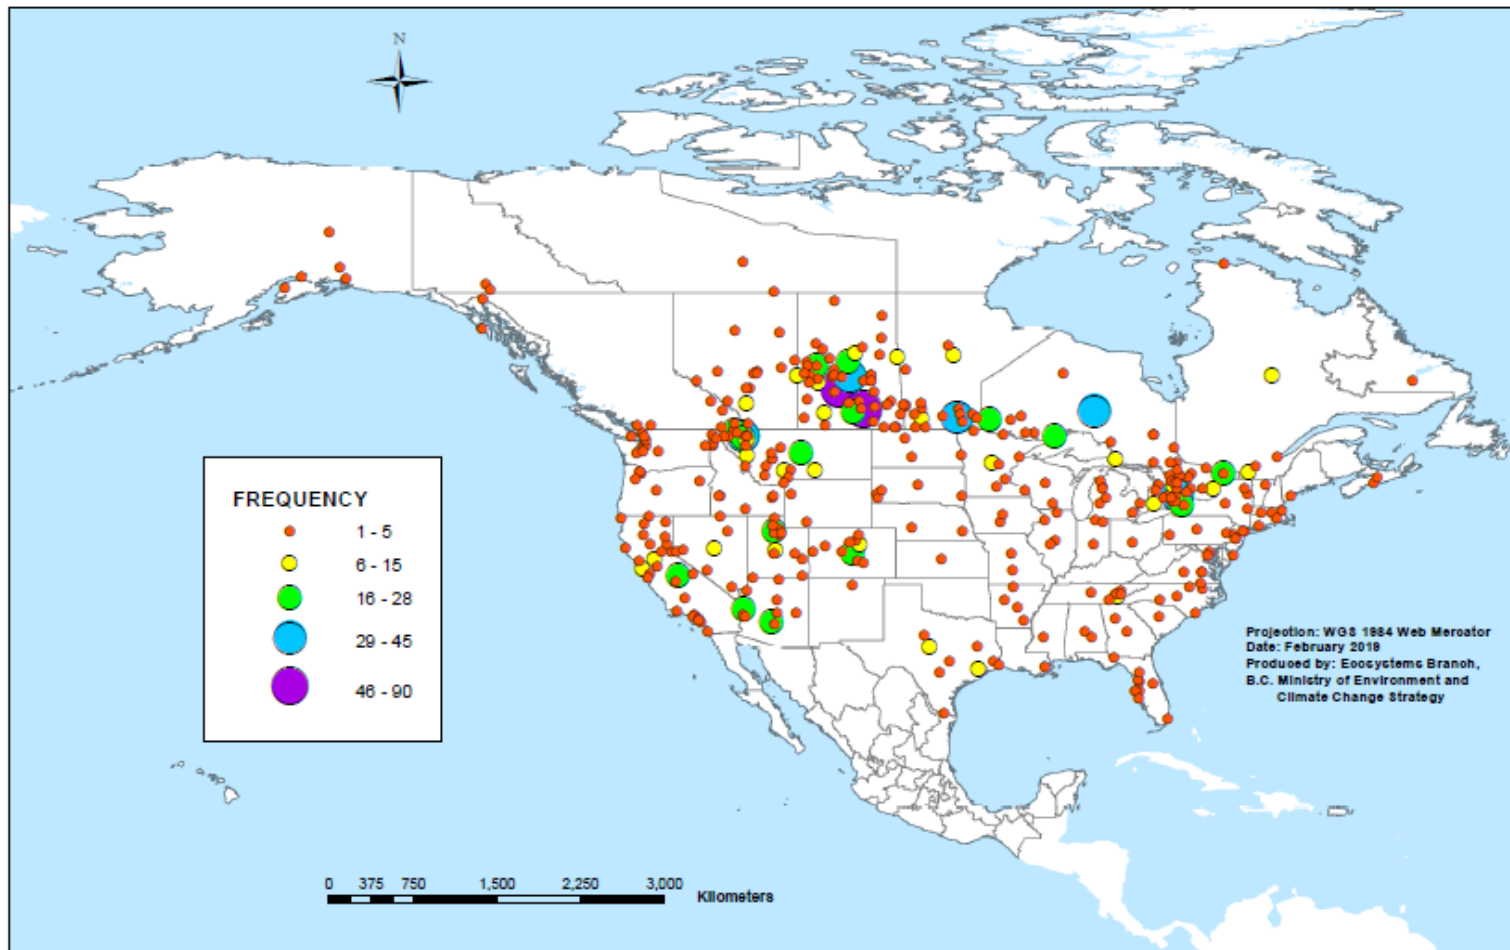 N
FREQUENCY
1 - 5
6 - 15
16 - 28
29 - 45
46 - 90
Projection: WGS 1984 Web Mercator
Date: February 2019
Produced by: Ecosystems Branch,
B.C. Ministry of Environment and
Climate Change Strategy
0 375 750 1,500 2,250 3,000
Kilometers